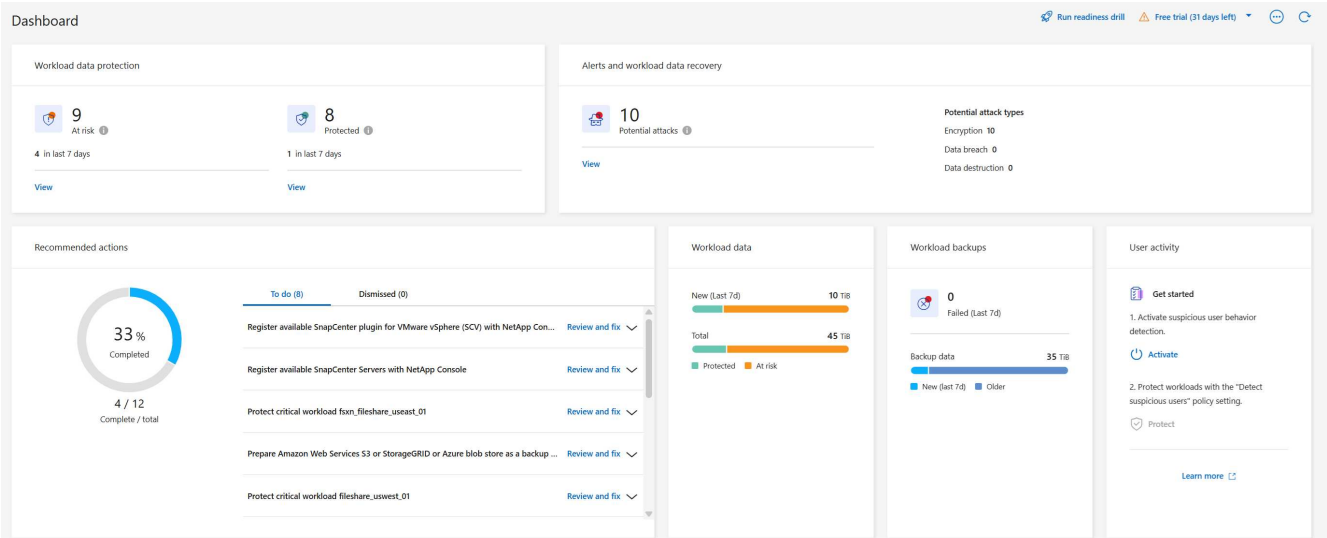 Dashboard
Run readiness drill
Free trial (31 days left)
Workload data protection
9
At risk
4 in last 7 days
View
8
Protected
1 in last 7 days
View
Alerts and workload data recovery
10
Potential attacks
View
Potential attack types
Encryption 10
Data breach 0
Data destruction 0
Recommended actions
33 %
Completed
4 / 12
Complete / total
To do (8)
Dismissed (0)
Register available SnapCenter plugin for VMware vSphere (SCV) with NetApp Con... Review and fix
Register available SnapCenter Servers with NetApp Console Review and fix
Protect critical workload fsxn_fileshare_useast_01 Review and fix
Prepare Amazon Web Services S3 or StorageGRID or Azure blob store as a backup ... Review and fix
Protect critical workload fileshare_uswest_01 Review and fix
Workload data
New (Last 7d) 10 TiB
Total 45 TiB
Protected At risk
Workload backups
0
Failed (Last 7d)
Backup data 35 TiB
New (last 7d) Older
User activity
Get started
1. Activate suspicious user behavior
detection.
Activate
2. Protect workloads with the "Detect
suspicious users" policy setting.
Protect
Learn more